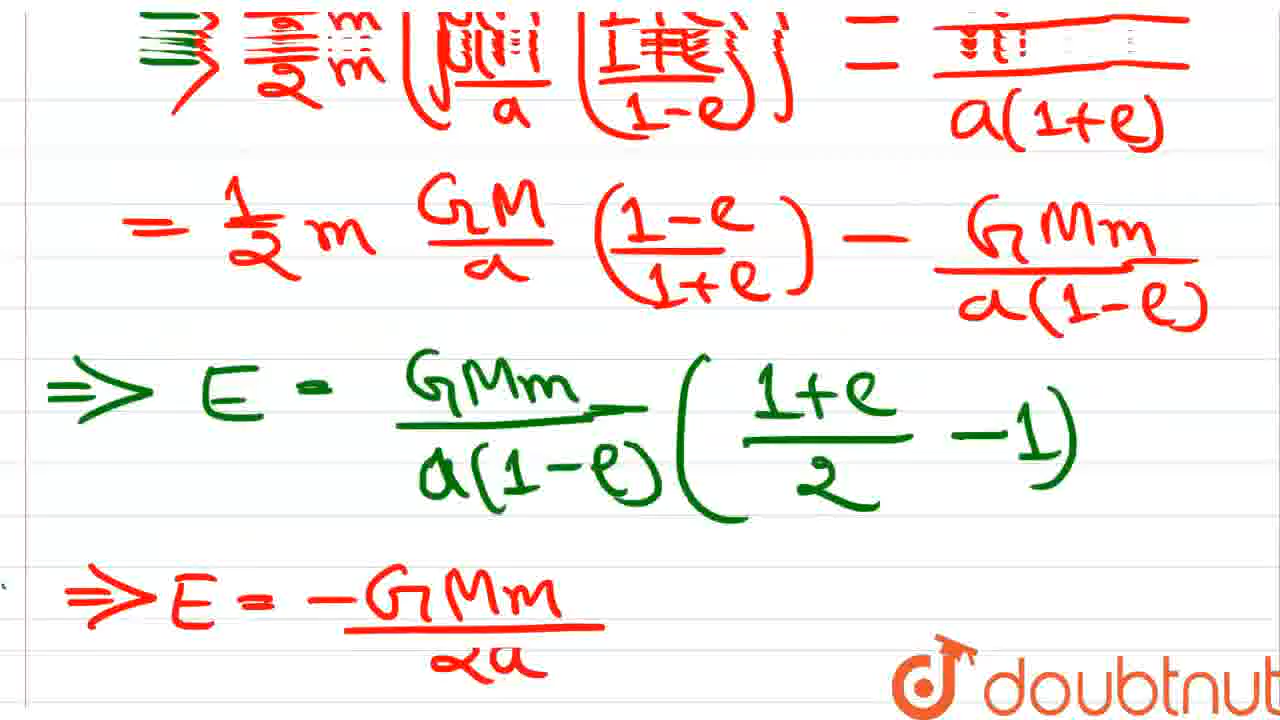 = 1/2 m GM/a ((1-e)/(1+e)) - GMm/a(1-e)
⇒ E = GMm/a(1-e) ((1+e)/2 - 1)
⇒ E = -GMm/2a
doubtnut